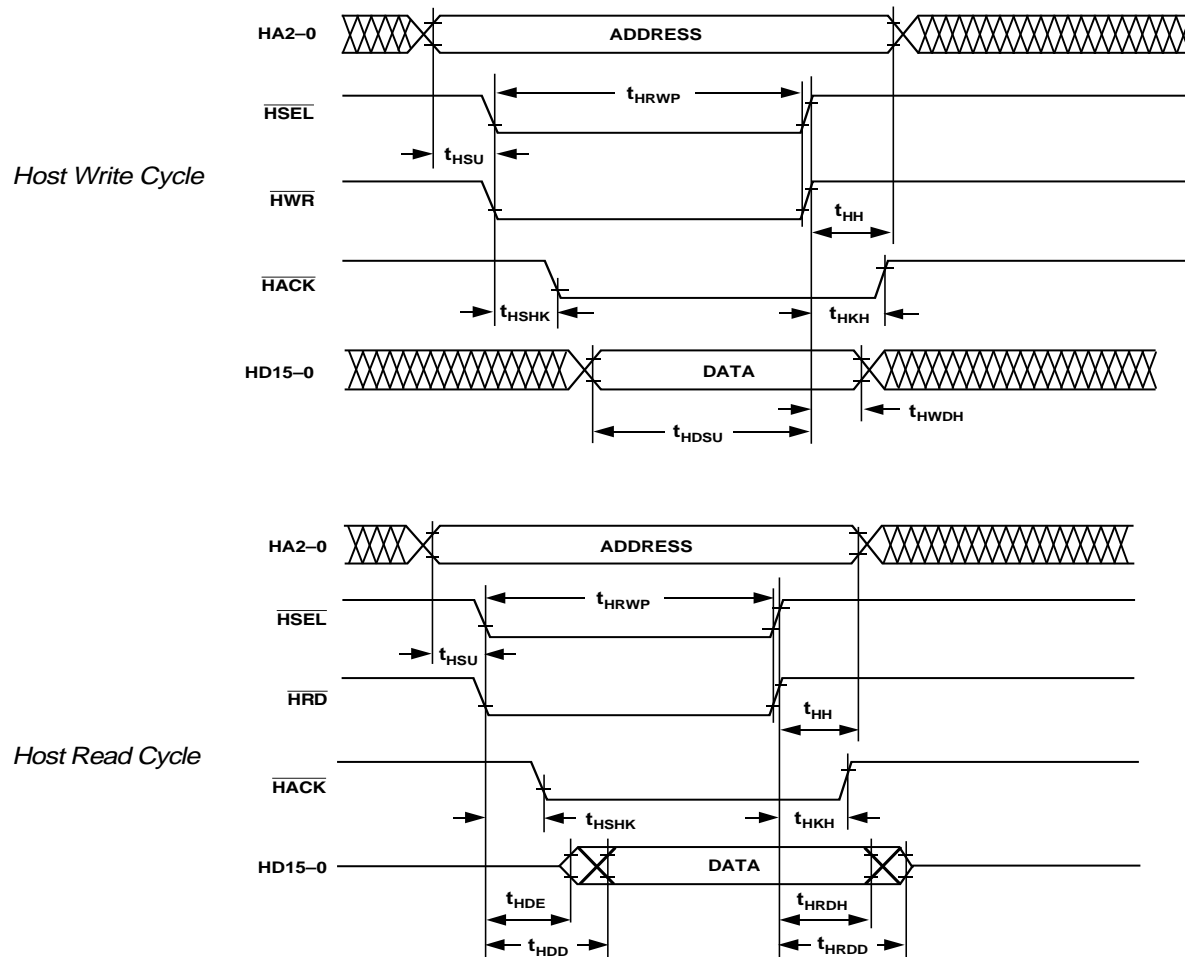 HA2–0
ADDRESS
HSEL
tHRWP
tHSU
Host Write Cycle
HWR
tHH
HACK
tHSHK
tHKH
HD15–0
DATA
tHWDH
tHDSU
HA2–0
ADDRESS
HSEL
tHRWP
tHSU
HRD
tHH
Host Read Cycle
HACK
tHSHK
tHKH
HD15–0
DATA
tHDE
tHRDH
tHDD
tHRDD